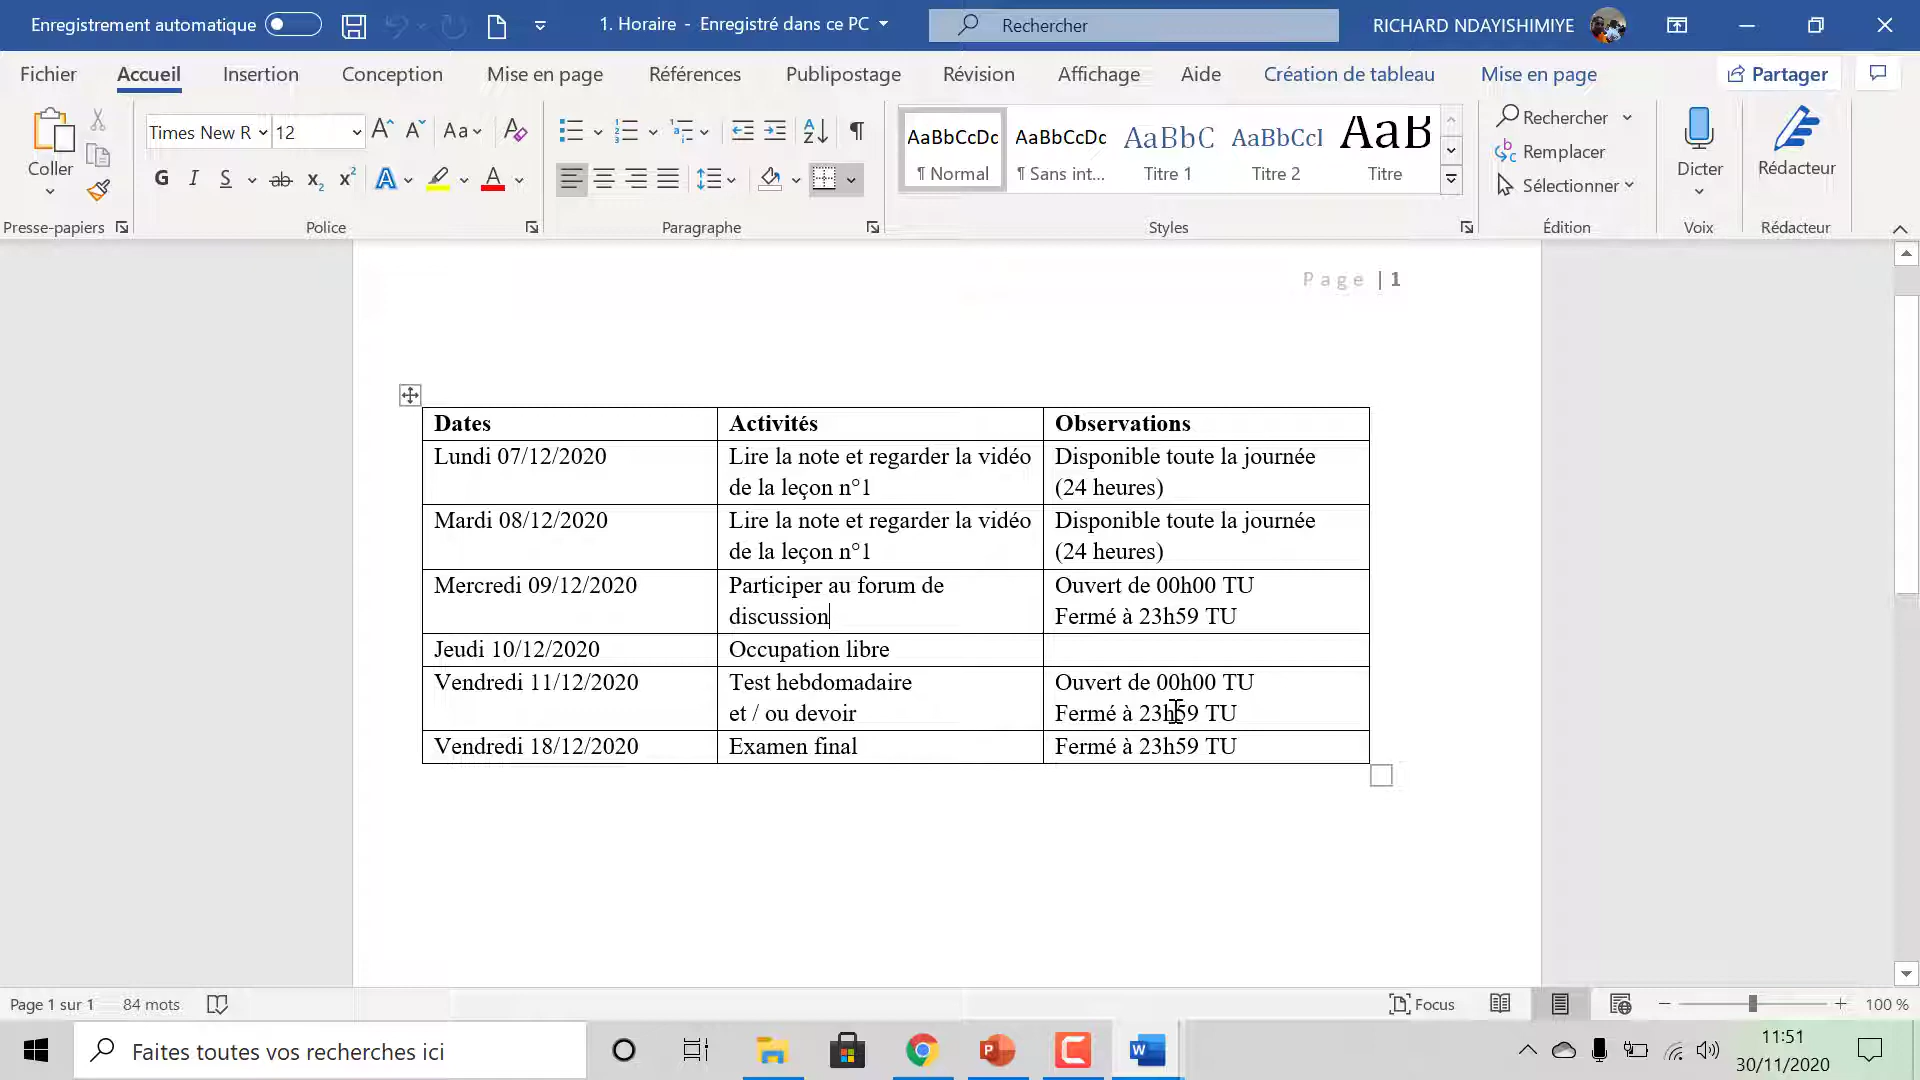 Enregistrement automatique
1. Horaire - Enregistré dans ce PC
Rechercher
RICHARD NDAYISHIMIYE
Fichier Accueil Insertion Conception Mise en page Références Publipostage Révision Affichage Aide Création de tableau Mise en page Partager
Coller
Times New R 12
G I S ab x₂ x²
AaBbCcDc AaBbCcDc AaBbC AaBbCcI AaB
¶ Normal ¶ Sans int... Titre 1 Titre 2 Titre
Rechercher
Remplacer
Sélectionner
Dicter
Rédacteur
Presse-papiers Police Paragraphe Styles Édition Voix Rédacteur
Page | 1
Dates Activités Observations
Lundi 07/12/2020 Lire la note et regarder la vidéo Disponible toute la journée
de la leçon n°1 (24 heures)
Mardi 08/12/2020 Lire la note et regarder la vidéo Disponible toute la journée
de la leçon n°1 (24 heures)
Mercredi 09/12/2020 Participer au forum de Ouvert de 00h00 TU
discussion Fermé à 23h59 TU
Jeudi 10/12/2020 Occupation libre
Vendredi 11/12/2020 Test hebdomadaire Ouvert de 00h00 TU
et / ou devoir Fermé à 23h59 TU
Vendredi 18/12/2020 Examen final Fermé à 23h59 TU
Page 1 sur 1 84 mots Focus 100 %
Faites toutes vos recherches ici
11:51
30/11/2020